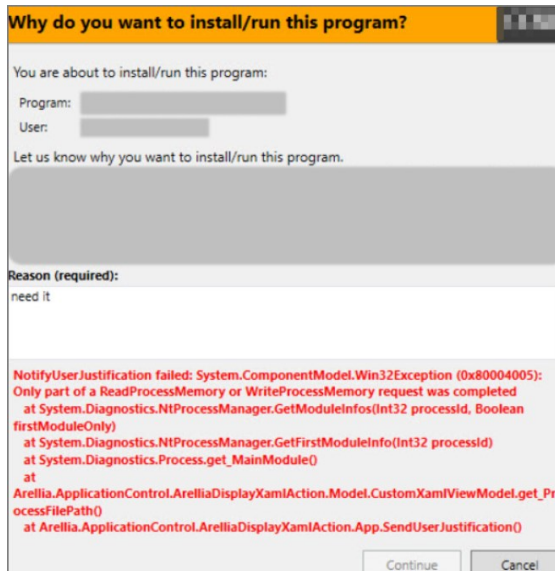 Why do you want to install/run this program?
You are about to install/run this program:
Program:
User:
Let us know why you want to install/run this program.
Reason (required):
need it
NotifyUserJustification failed: System.ComponentModel.Win32Exception (0x80004005):
Only part of a ReadProcessMemory or WriteProcessMemory request was completed
at System.Diagnostics.NtProcessManager.GetModuleInfos(Int32 processId, Boolean
firstModuleOnly)
at System.Diagnostics.NtProcessManager.GetFirstModuleInfo(Int32 processId)
at System.Diagnostics.Process.get_MainModule()
at
Arellia.ApplicationControl.ArelliaDisplayXamlAction.Model.CustomXamlViewModel.get_Pr
ocessFilePath()
at Arellia.ApplicationControl.ArelliaDisplayXamlAction.App.SendUserJustification()
Continue Cancel